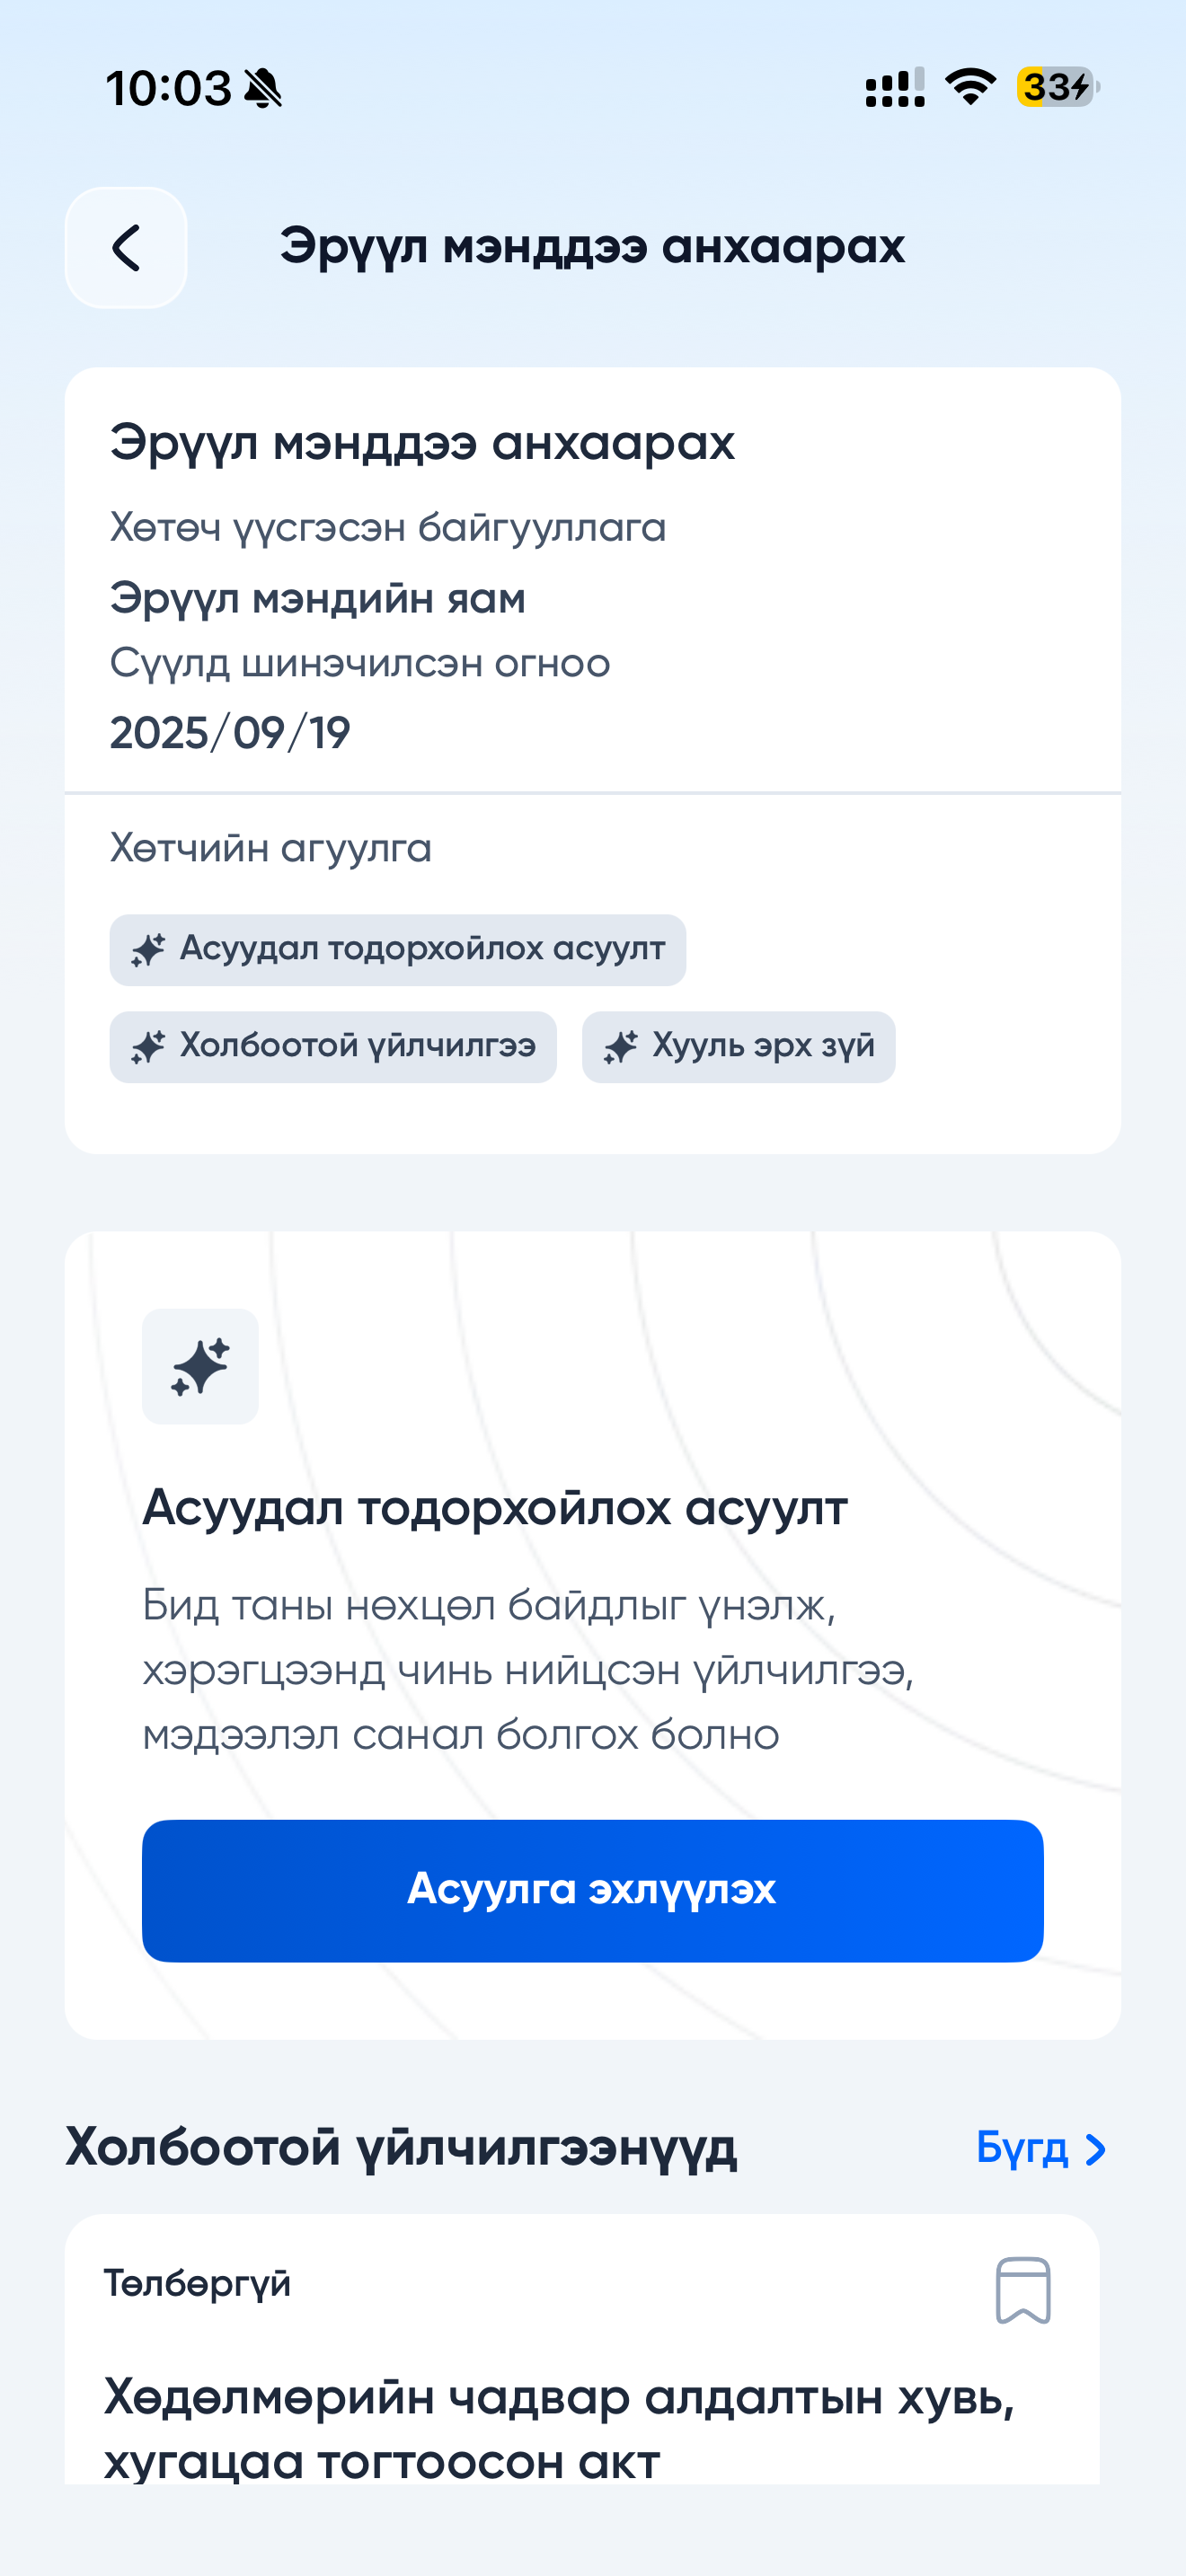 10:03
33
Эрүүл мэнддээ анхаарах
Эрүүл мэнддээ анхаарах
Хөтөч үүсгэсэн байгууллага
Эрүүл мэндийн яам
Сүүлд шинэчилсэн огноо
2025/09/19
Хөтчийн агуулга
Асуудал тодорхойлох асуулт
Холбоотой үйлчилгээ
Хууль эрх зүй
Асуудал тодорхойлох асуулт
Бид таны нөхцөл байдлыг үнэлж,
хэрэгцээнд чинь нийцсэн үйлчилгээ,
мэдээлэл санал болгох болно
Асуулга эхлүүлэх
Холбоотой үйлчилгээнүүд
Бүгд
Төлбөргүй
Хөдөлмөрийн чадвар алдалтын хувь,
хугацаа тогтоосон акт